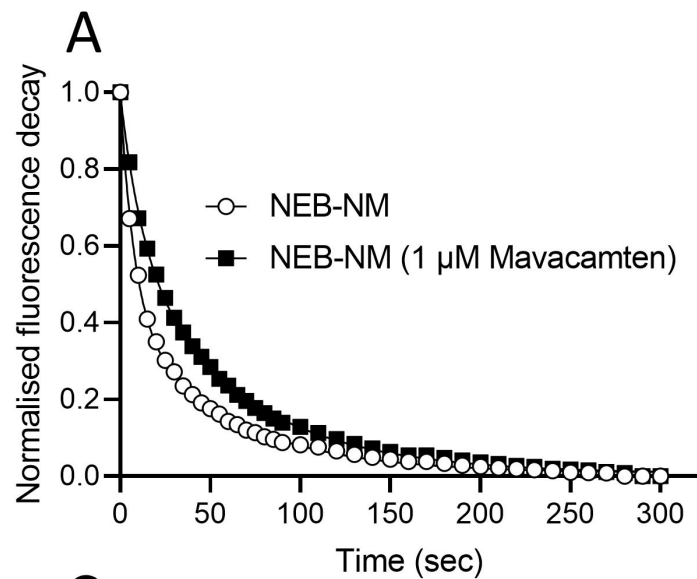 A
Normalised fluorescence decay
1.0
0.8
0.6
0.4
0.2
0.0
NEB-NM
NEB-NM (1 µM Mavacamten)
0 50 100 150 200 250 300
Time (sec)